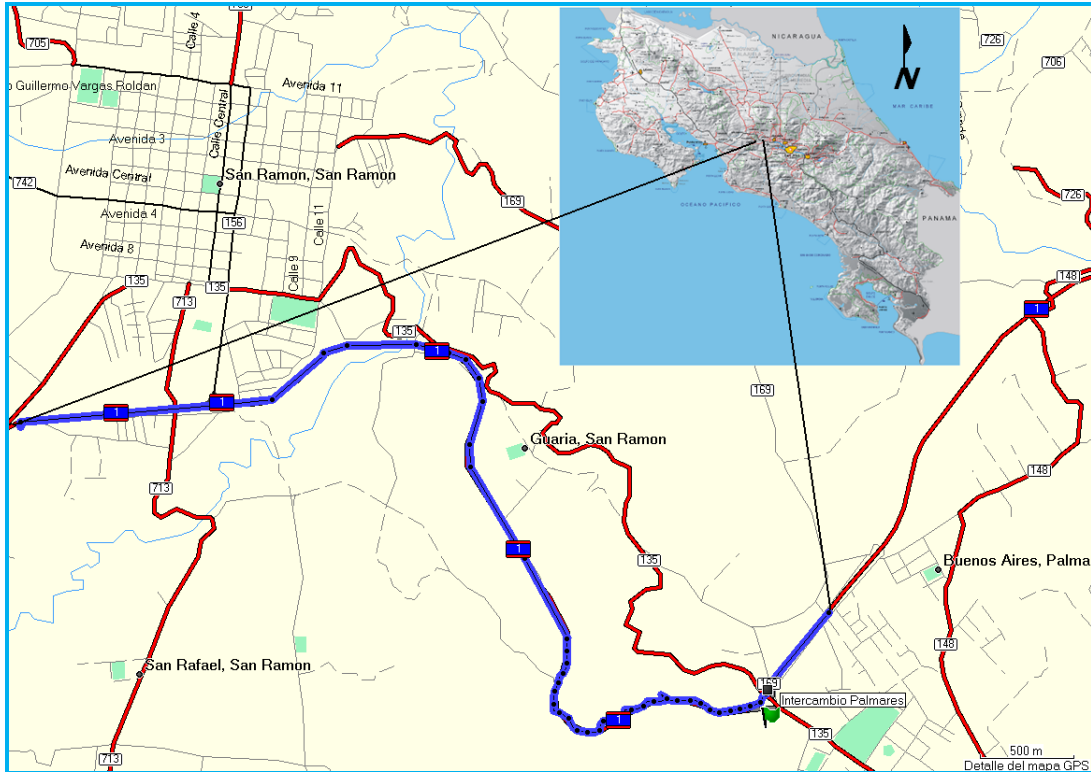 705
Calle 4
o Guillermo Vargas Roldan
Avenida 11
Avenida 3
Calle Central
742
Avenida Central
San Ramon, San Ramon
Avenida 4
156
Calle 11
Avenida 8
Calle 9
169
135
713
135
135
1
1
1
Guaria, San Ramon
713
1
135
San Rafael, San Ramon
713
1
169
Intercambio Palmares
135
NICARAGUA
MAR CARIBE
OCEANO PACIFICO
PANAMA
N
726
706
726
148
1
169
148
Buenos Aires, Palma
148
500 m
Detalle del mapa GPS